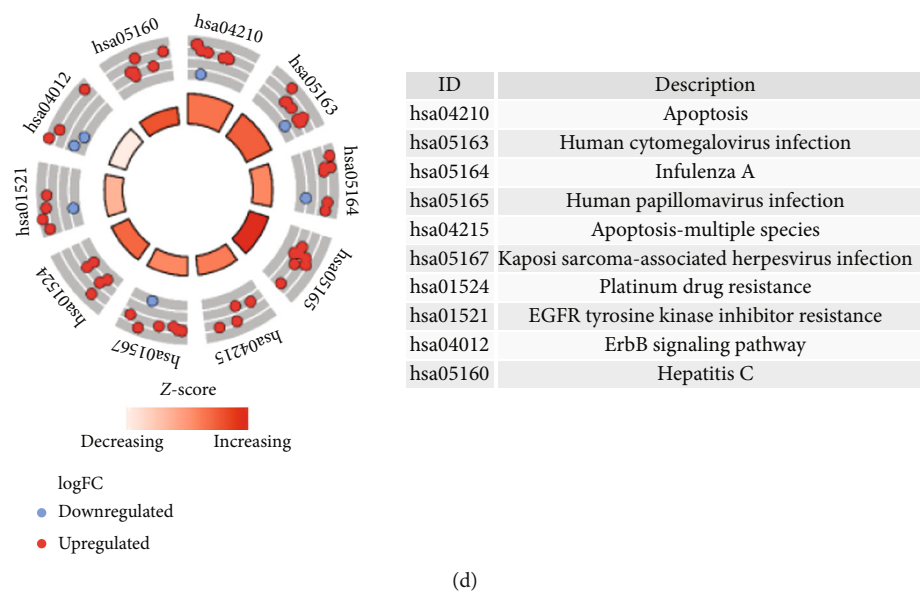 hsa04210
hsa05163
hsa05164
hsa05165
hsa04215
hsa01567
hsa01524
hsa01521
hsa04012
hsa05160
Z-score
Decreasing Increasing
logFC
Downregulated
Upregulated
ID Description
hsa04210 Apoptosis
hsa05163 Human cytomegalovirus infection
hsa05164 Infulenza A
hsa05165 Human papillomavirus infection
hsa04215 Apoptosis-multiple species
hsa05167 Kaposi sarcoma-associated herpesvirus infection
hsa01524 Platinum drug resistance
hsa01521 EGFR tyrosine kinase inhibitor resistance
hsa04012 ErbB signaling pathway
hsa05160 Hepatitis C
(d)